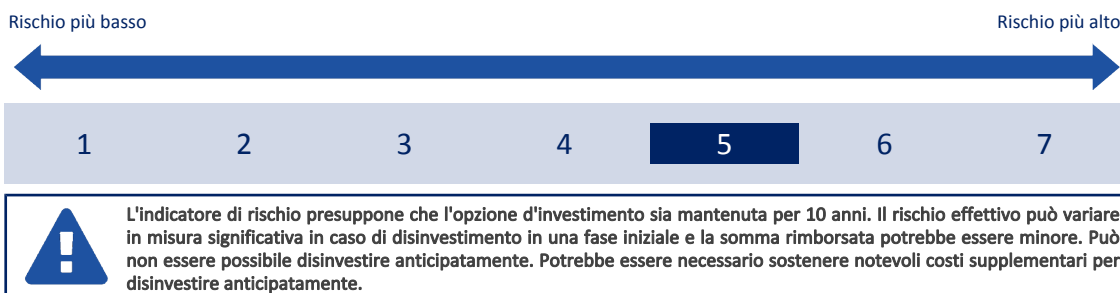 Rischio più basso Rischio più alto
1 2 3 4 5 6 7
L'indicatore di rischio presuppone che l'opzione d'investimento sia mantenuta per 10 anni. Il rischio effettivo può variare
in misura significativa in caso di disinvestimento in una fase iniziale e la somma rimborsata potrebbe essere minore. Può
non essere possibile disinvestire anticipatamente. Potrebbe essere necessario sostenere notevoli costi supplementari per
disinvestire anticipatamente.